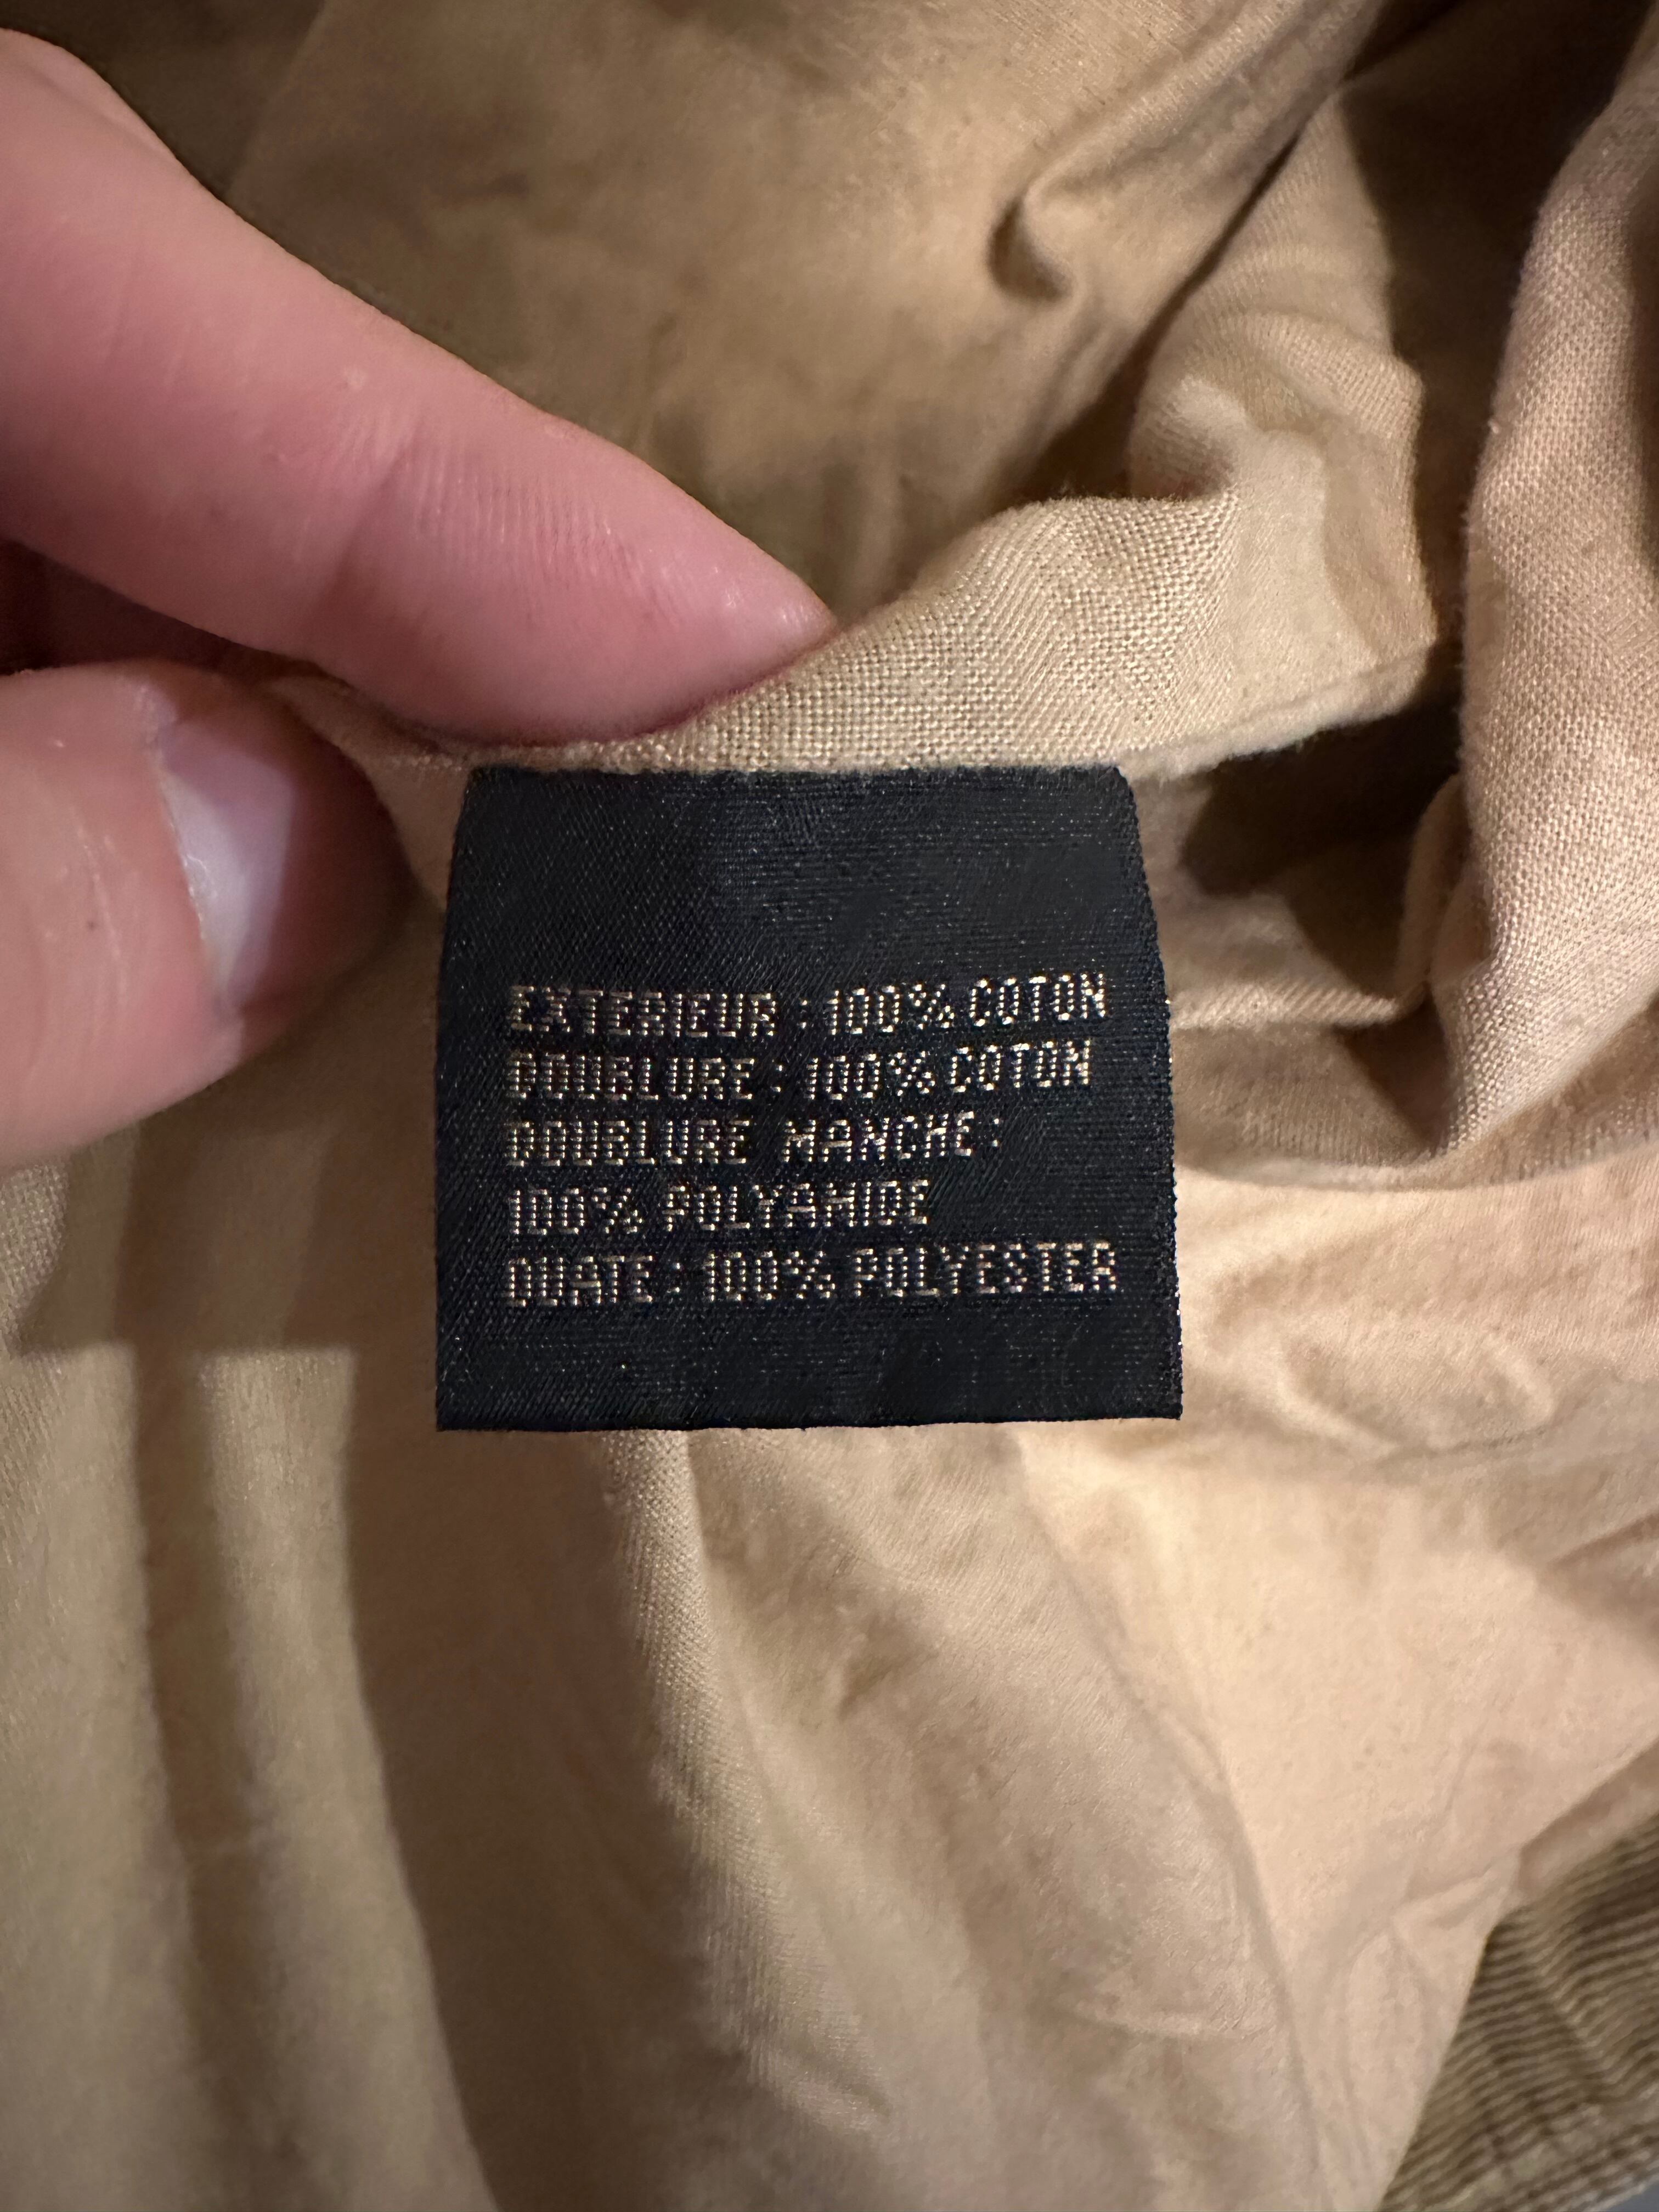 EXTERIEUR : 100% COTON
DOUBLURE : 100% COTON
DOUBLURE MANCHE :
100% POLYAMIDE
OUATE : 100% POLYESTER